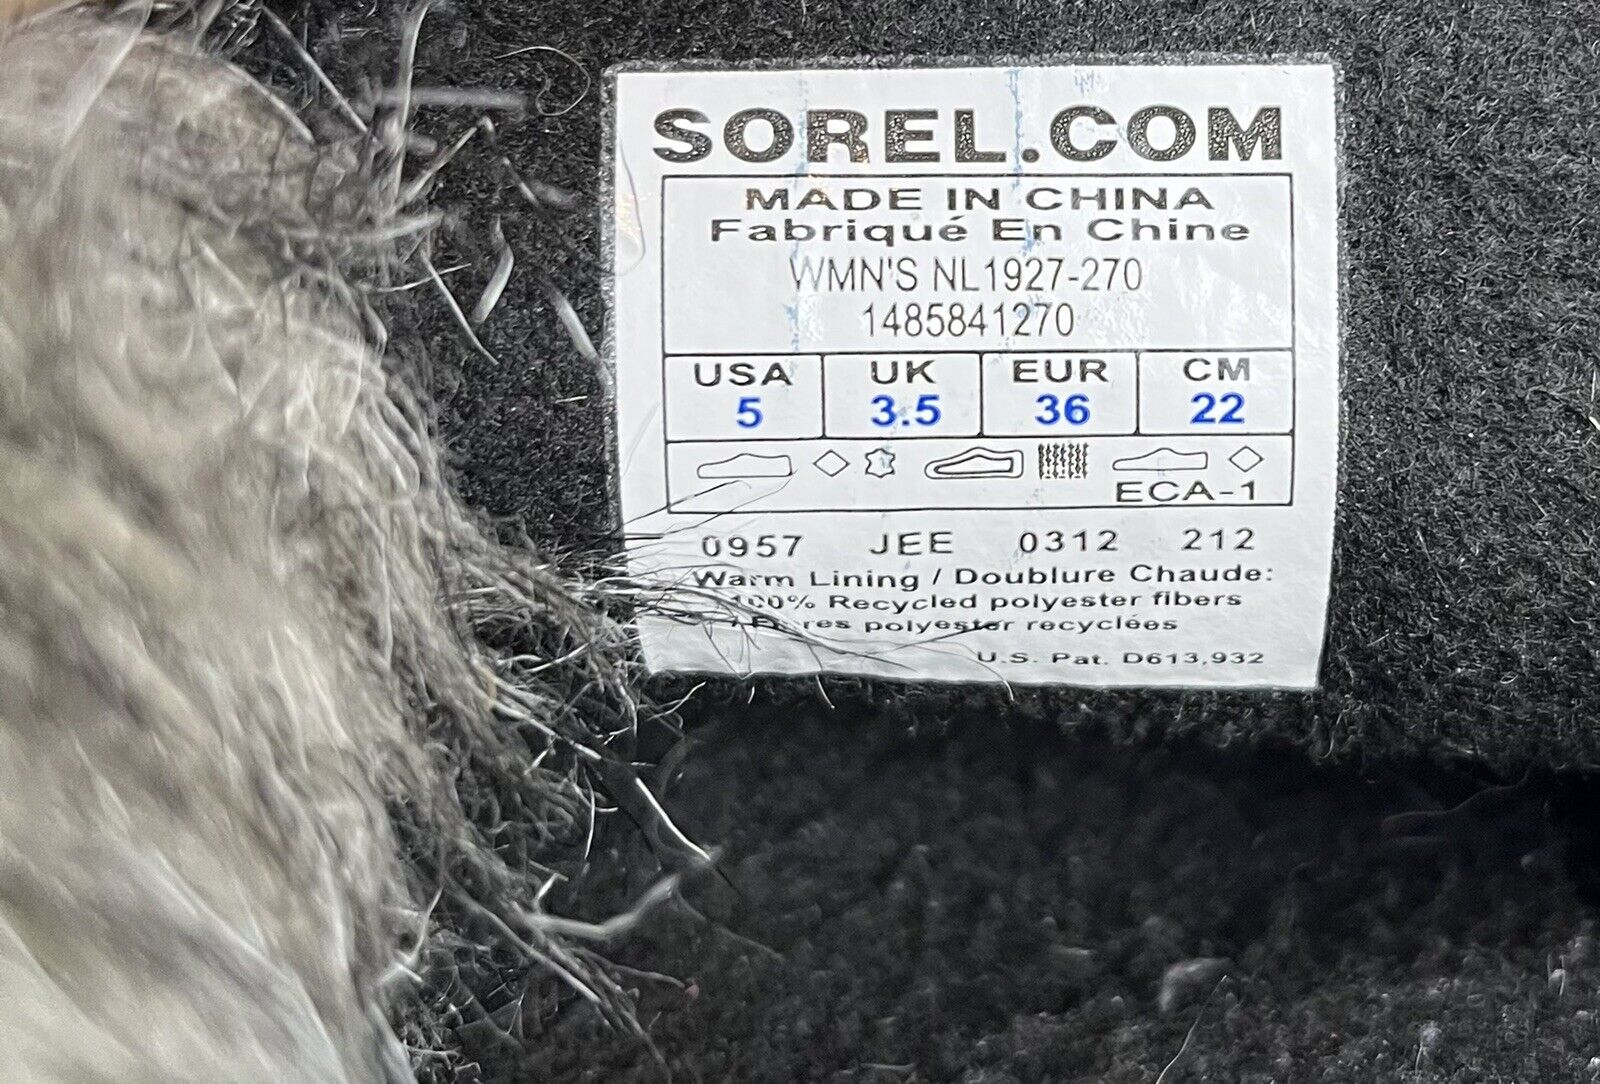 SOREL.COM
MADE IN CHINA
Fabriqué En Chine
WMN'S NL1927-270
1485841270
USA UK EUR CM
5 3.5 36 22
ECA-1
0957 JEE 0312 212
Warm Lining / Doublure Chaude:
100% Recycled polyester fibers
/ polyester recyclées
U.S. Pat. D613,932